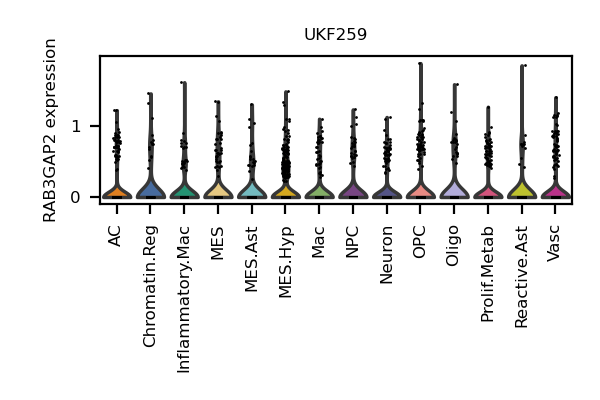 UKF259
RAB3GAP2 expression
1
0
AC
Chromatin.Reg
Inflammatory.Mac
MES
MES.Ast
MES.Hyp
Mac
NPC
Neuron
OPC
Oligo
Prolif.Metab
Reactive.Ast
Vasc